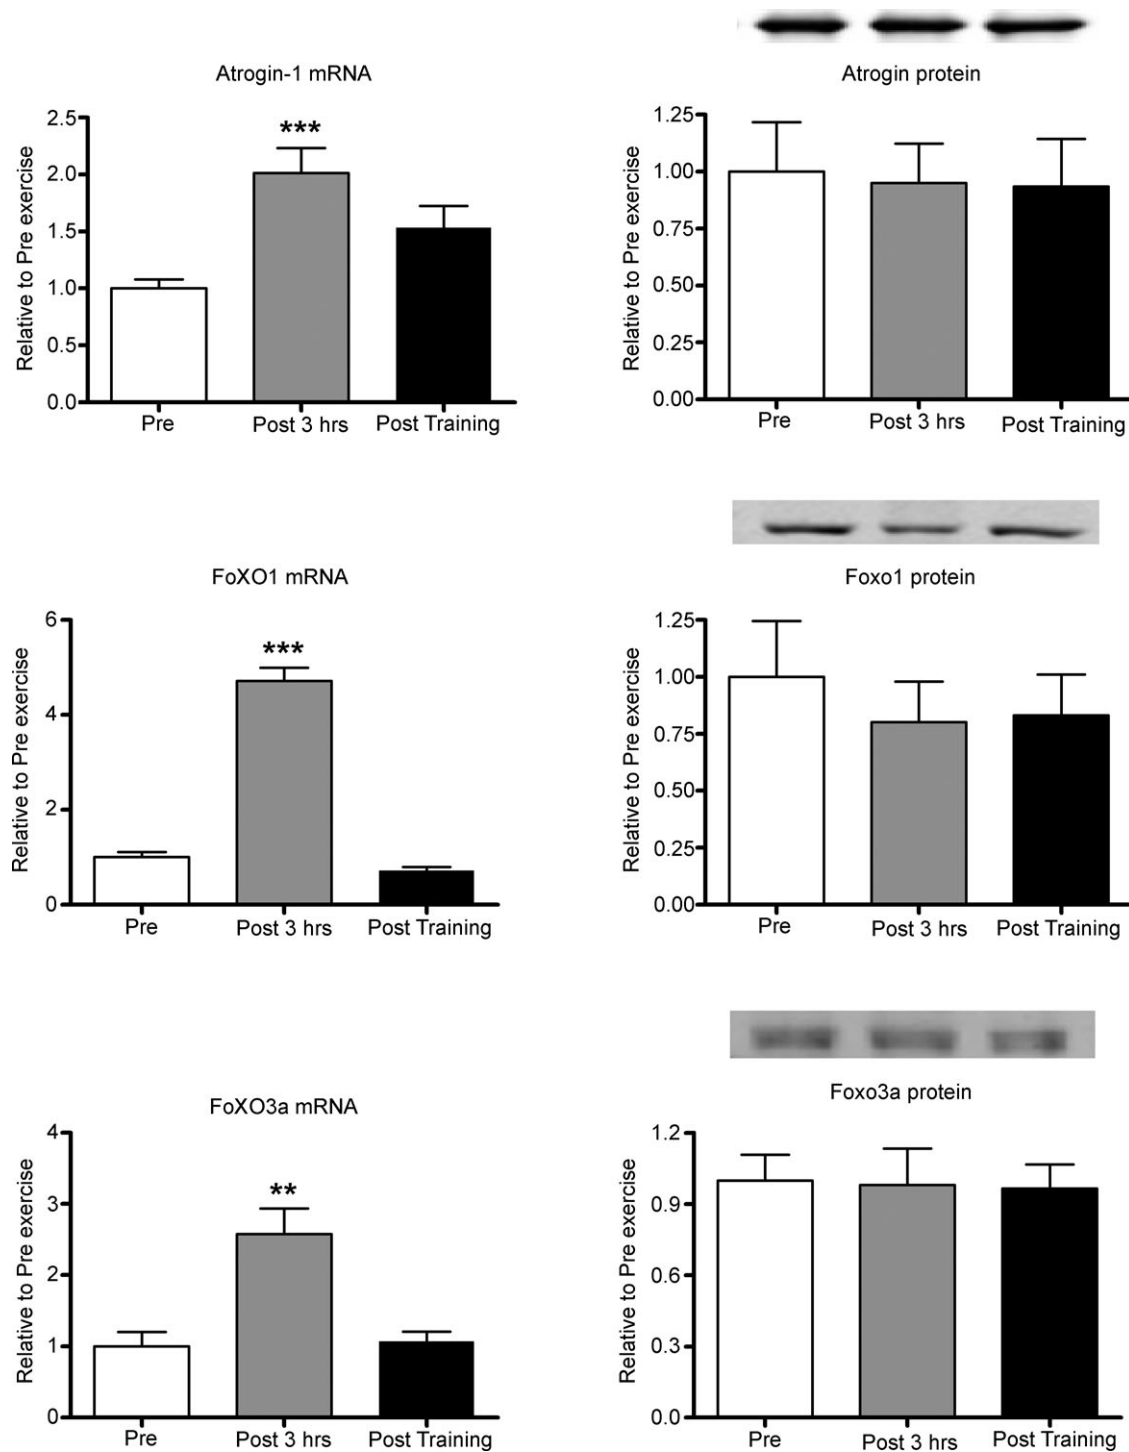 Atrogin-1 mRNA
Relative to Pre exercise
2.5
2.0
1.5
1.0
0.5
0.0
***
Pre
Post 3 hrs
Post Training
Atrogin protein
Relative to Pre exercise
1.25
1.00
0.75
0.50
0.25
0.00
Pre
Post 3 hrs
Post Training
FoXO1 mRNA
Relative to Pre exercise
6
4
2
0
***
Pre
Post 3 hrs
Post Training
Foxo1 protein
Relative to Pre exercise
1.25
1.00
0.75
0.50
0.25
0.00
Pre
Post 3 hrs
Post Training
FoXO3a mRNA
Relative to Pre exercise
4
3
2
1
0
**
Pre
Post 3 hrs
Post Training
Foxo3a protein
Relative to Pre exercise
1.2
0.9
0.6
0.3
0.0
Pre
Post 3 hrs
Post Training